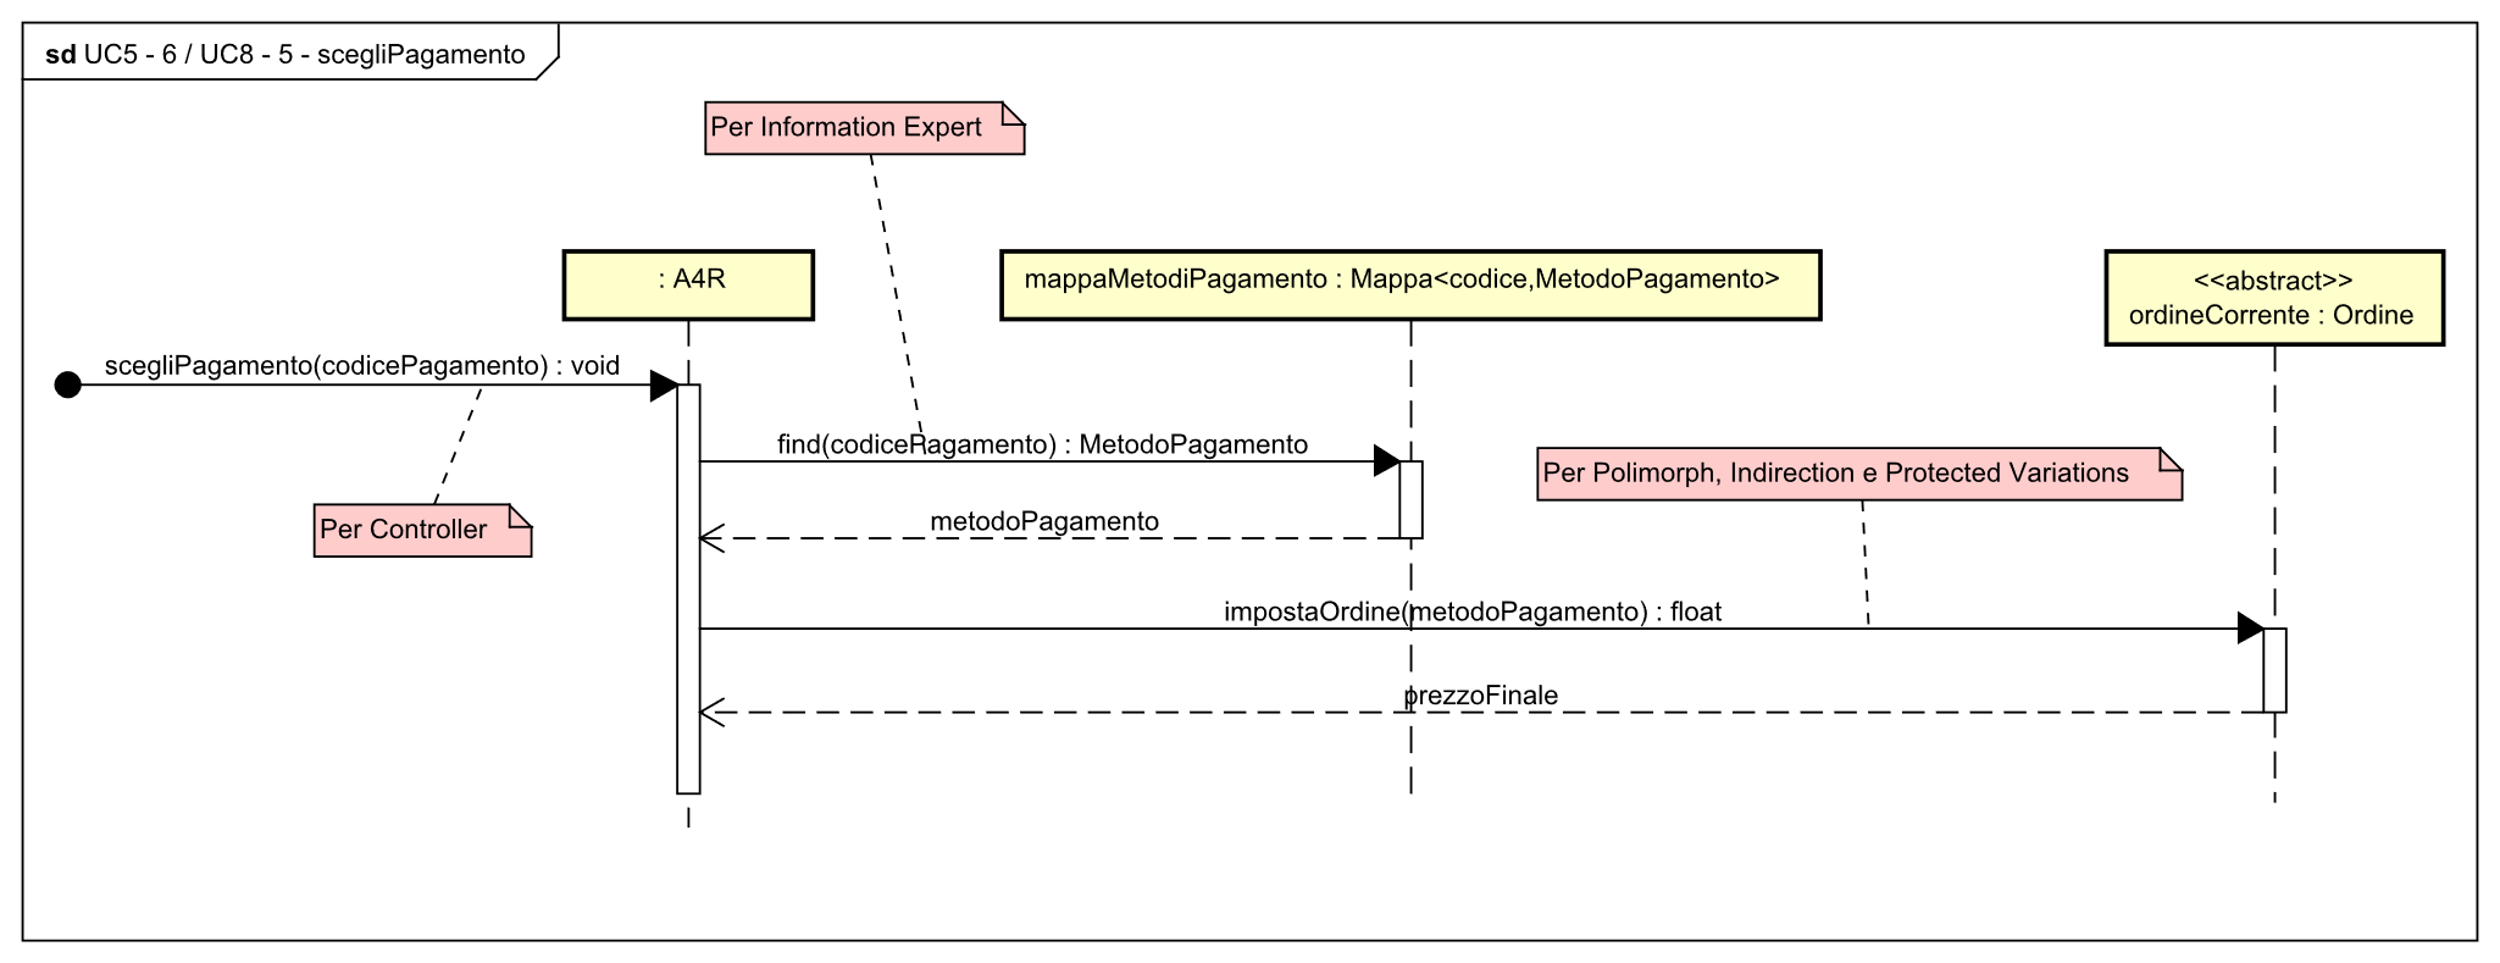 sd UC5 - 6 / UC8 - 5 - scegliPagamento
Per Information Expert
: A4R
mappaMetodiPagamento : Mappa<codice,MetodoPagamento>
<<abstract>>
ordineCorrente : Ordine
scegliPagamento(codicePagamento) : void
find(codicePagamento) : MetodoPagamento
Per Polimorph, Indirection e Protected Variations
Per Controller
metodoPagamento
impostaOrdine(metodoPagamento) : float
prezzoFinale